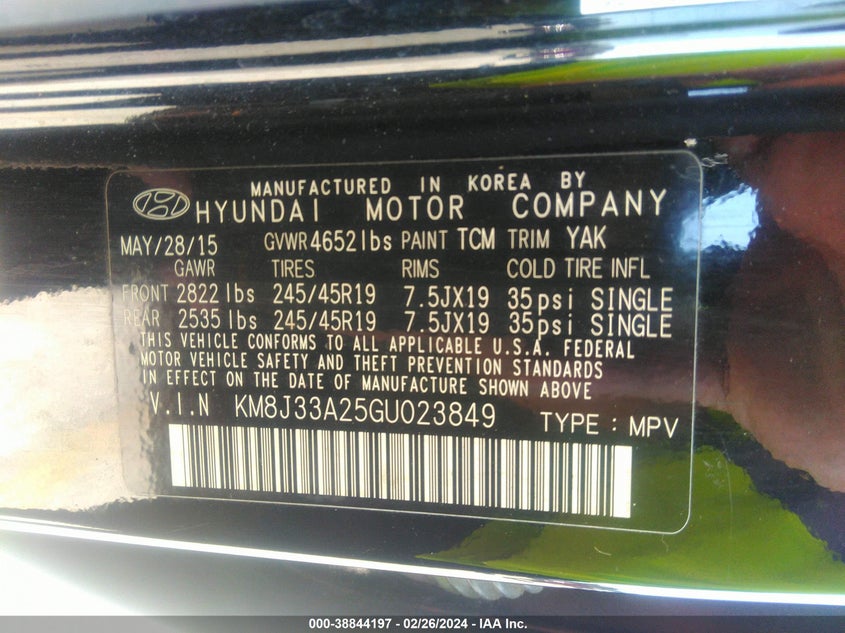 MANUFACTURED IN KOREA BY
HYUNDAI MOTOR COMPANY
MAY/28/15 GVWR 4652 lbs PAINT TCM TRIM YAK
GAWR TIRES RIMS COLD TIRE INFL
FRONT 2822 lbs 245/45R19 7.5JX19 35psi SINGLE
REAR 2535 lbs 245/45R19 7.5JX19 35psi SINGLE
THIS VEHICLE CONFORMS TO ALL APPLICABLE U.S.A. FEDERAL
MOTOR VEHICLE SAFETY AND THEFT PREVENTION STANDARDS
IN EFFECT ON THE DATE OF MANUFACTURE SHOWN ABOVE
V.I.N KM8J33A25GU023849 TYPE : MPV
000-38844197 - 02/26/2024 - IAA Inc.